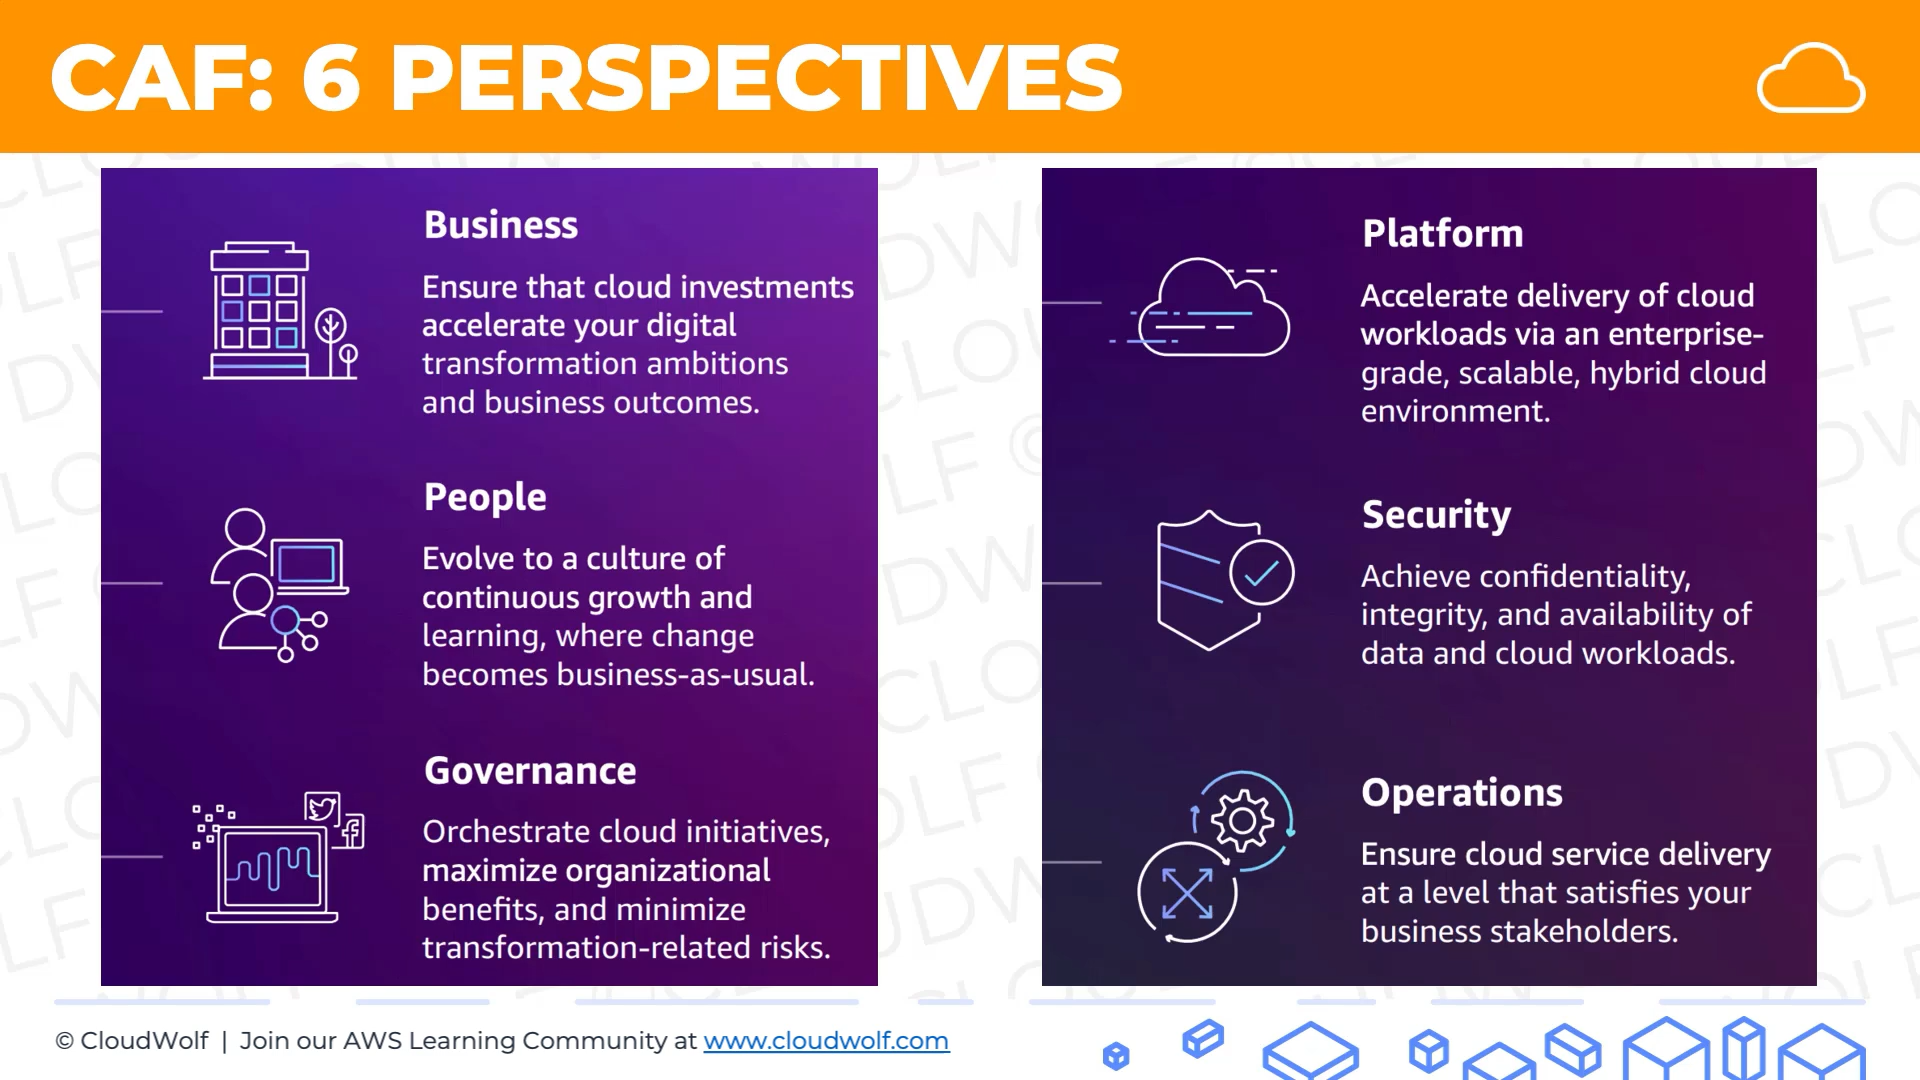 CAF: 6 PERSPECTIVES
Business
Ensure that cloud investments
accelerate your digital
transformation ambitions
and business outcomes.
People
Evolve to a culture of
continuous growth and
learning, where change
becomes business-as-usual.
Governance
Orchestrate cloud initiatives,
maximize organizational
benefits, and minimize
transformation-related risks.
Platform
Accelerate delivery of cloud
workloads via an enterprise-
grade, scalable, hybrid cloud
environment.
Security
Achieve confidentiality,
integrity, and availability of
data and cloud workloads.
Operations
Ensure cloud service delivery
at a level that satisfies your
business stakeholders.
© CloudWolf | Join our AWS Learning Community at www.cloudwolf.com